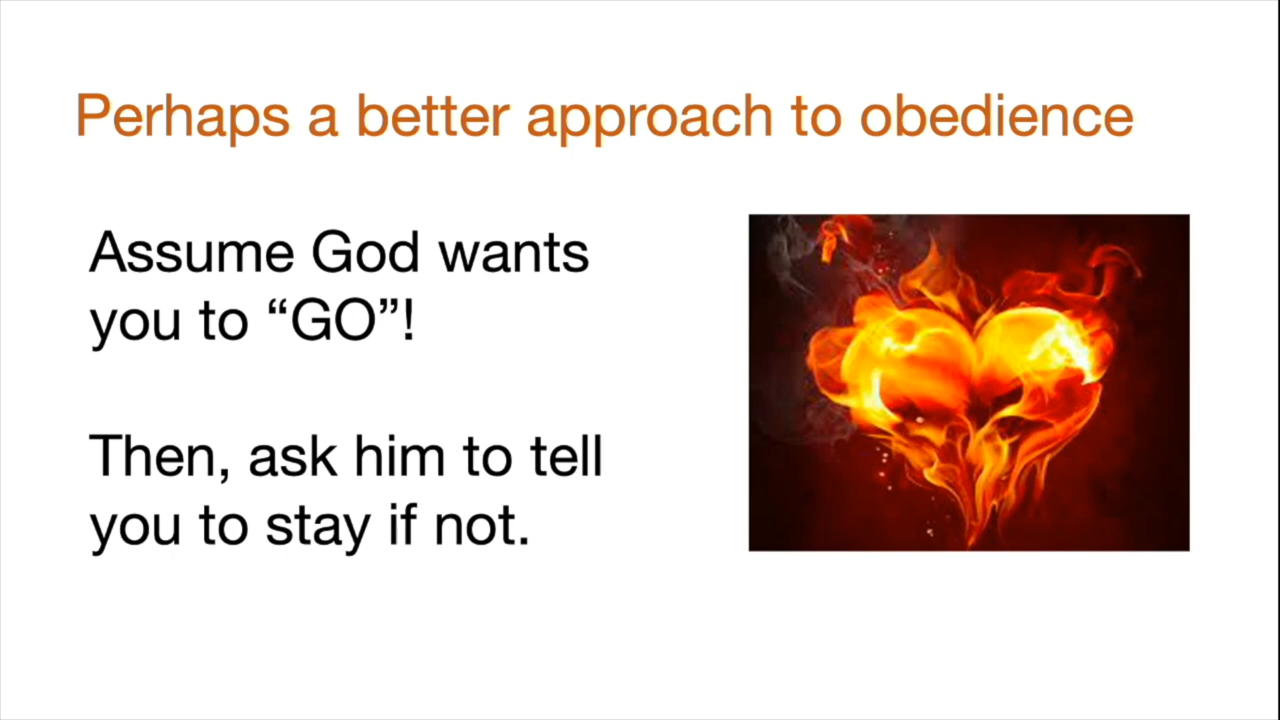 Perhaps a better approach to obedience
Assume God wants
you to “GO”!
Then, ask him to tell
you to stay if not.